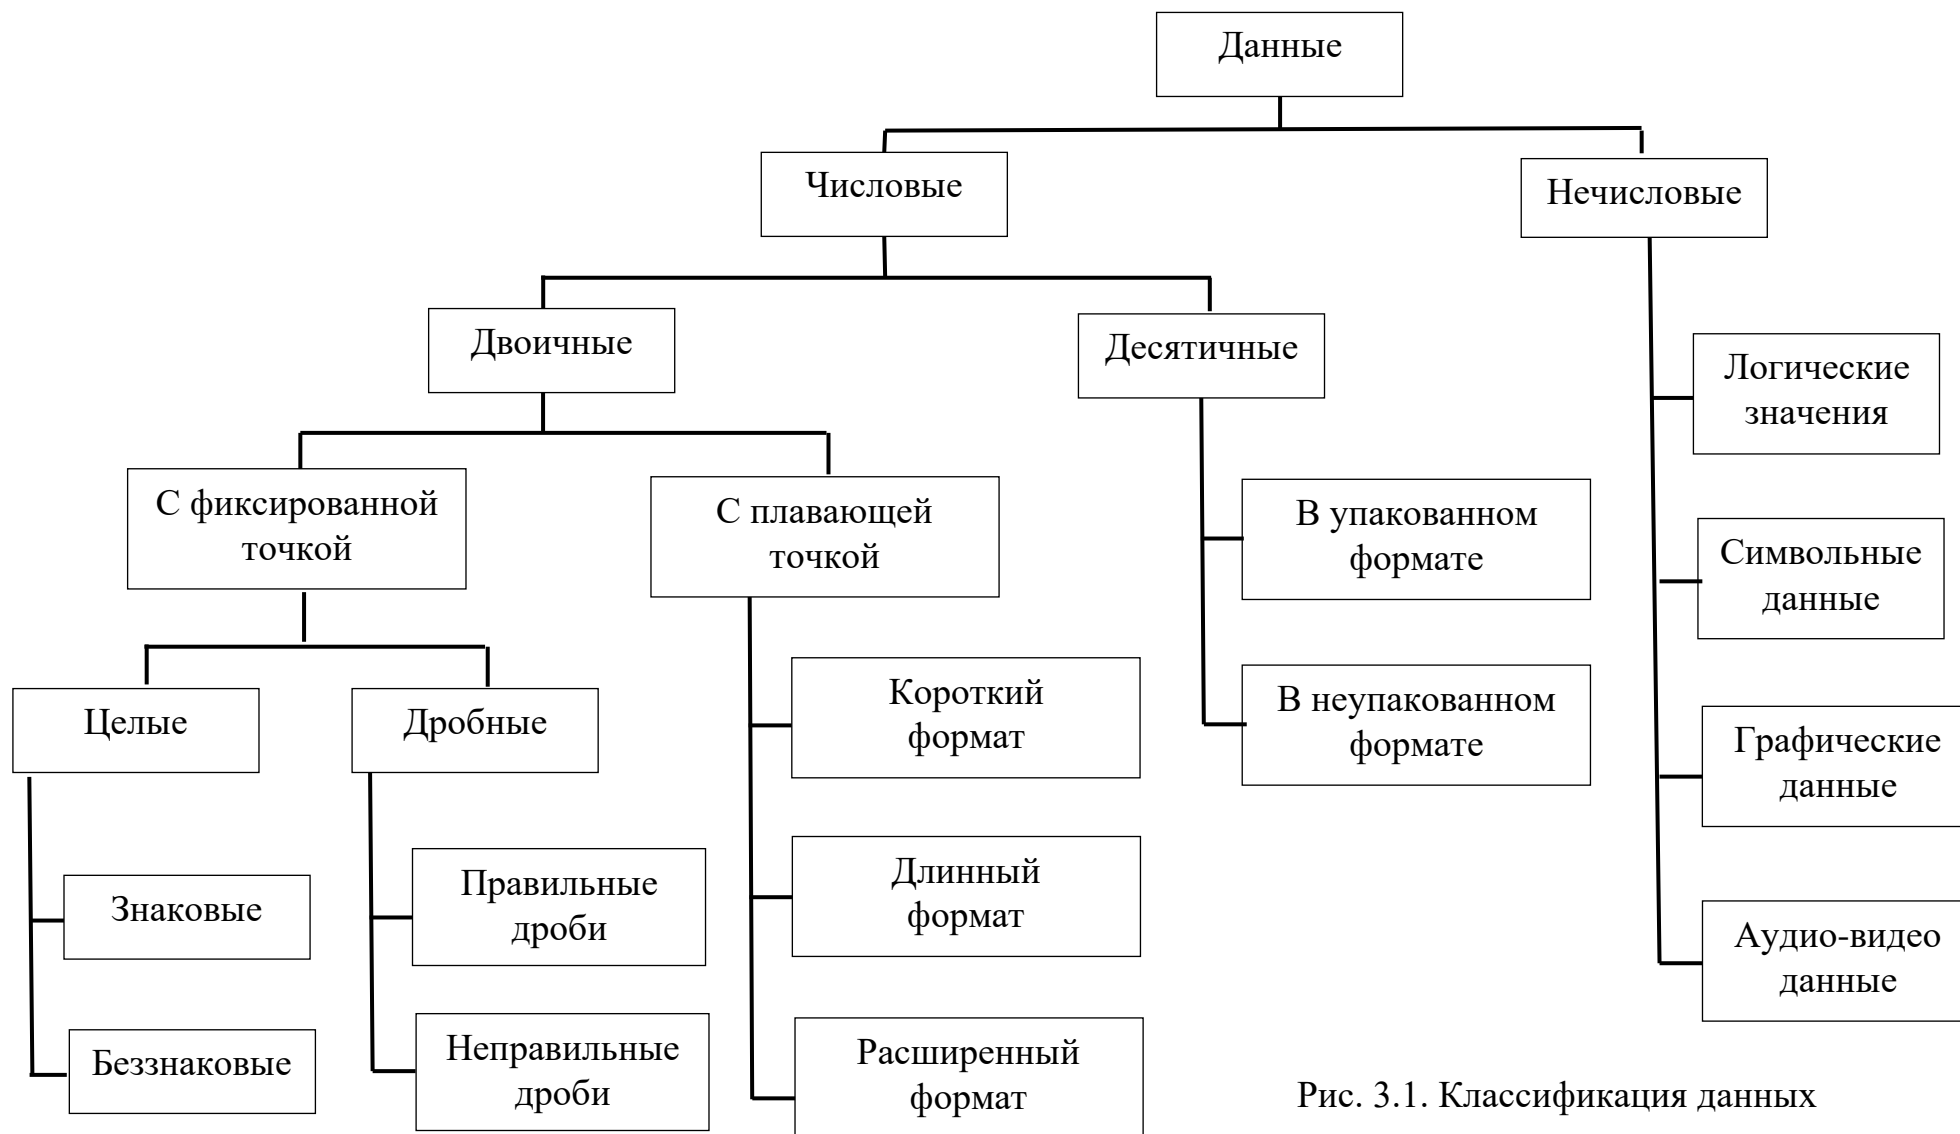 Данные
Числовые
Нечисловые
Двоичные
Десятичные
Логические
значения
С фиксированной
точкой
С плавающей
точкой
В упакованном
формате
Символьные
данные
Целые
Дробные
Короткий
формат
В неупакованном
формате
Графические
данные
Знаковые
Правильные
дроби
Длинный
формат
Аудио-видео
данные
Беззнаковые
Неправильные
дроби
Расширенный
формат
Рис. 3.1. Классификация данных